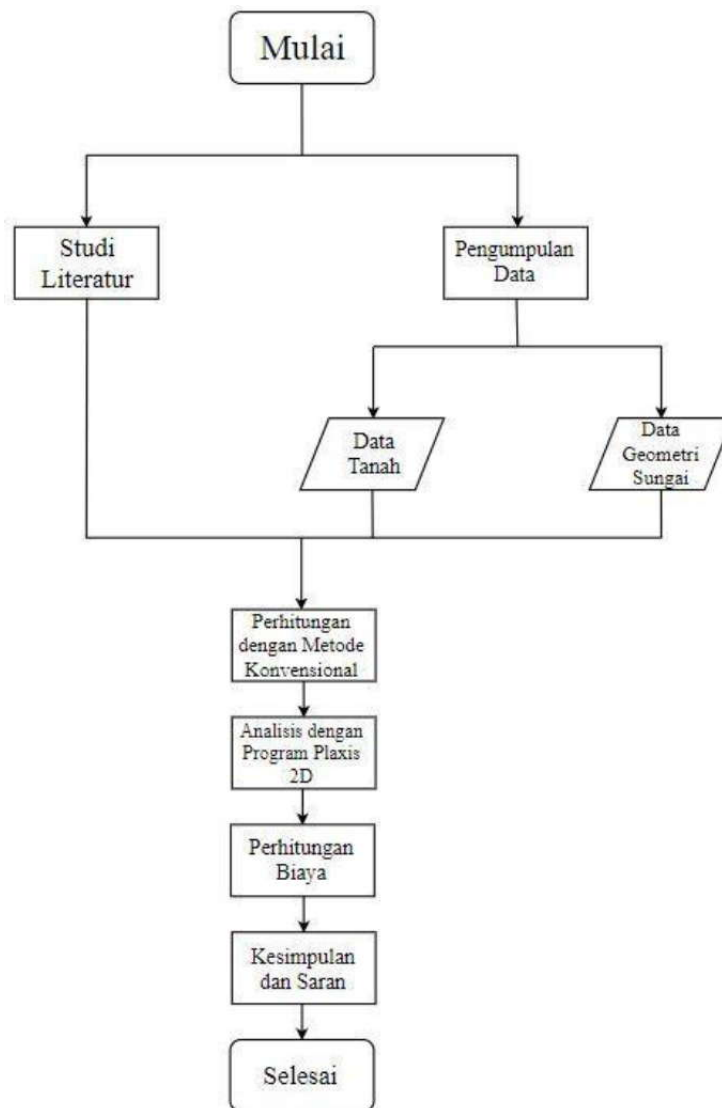 Mulai
Studi
Literatur
Pengumpulan
Data
Data
Tanah
Data
Geometri
Sungai
Perhitungan
dengan Metode
Konvensional
Analisis dengan
Program Plaxis
2D
Perhitungan
Biaya
Kesimpulan
dan Saran
Selesai